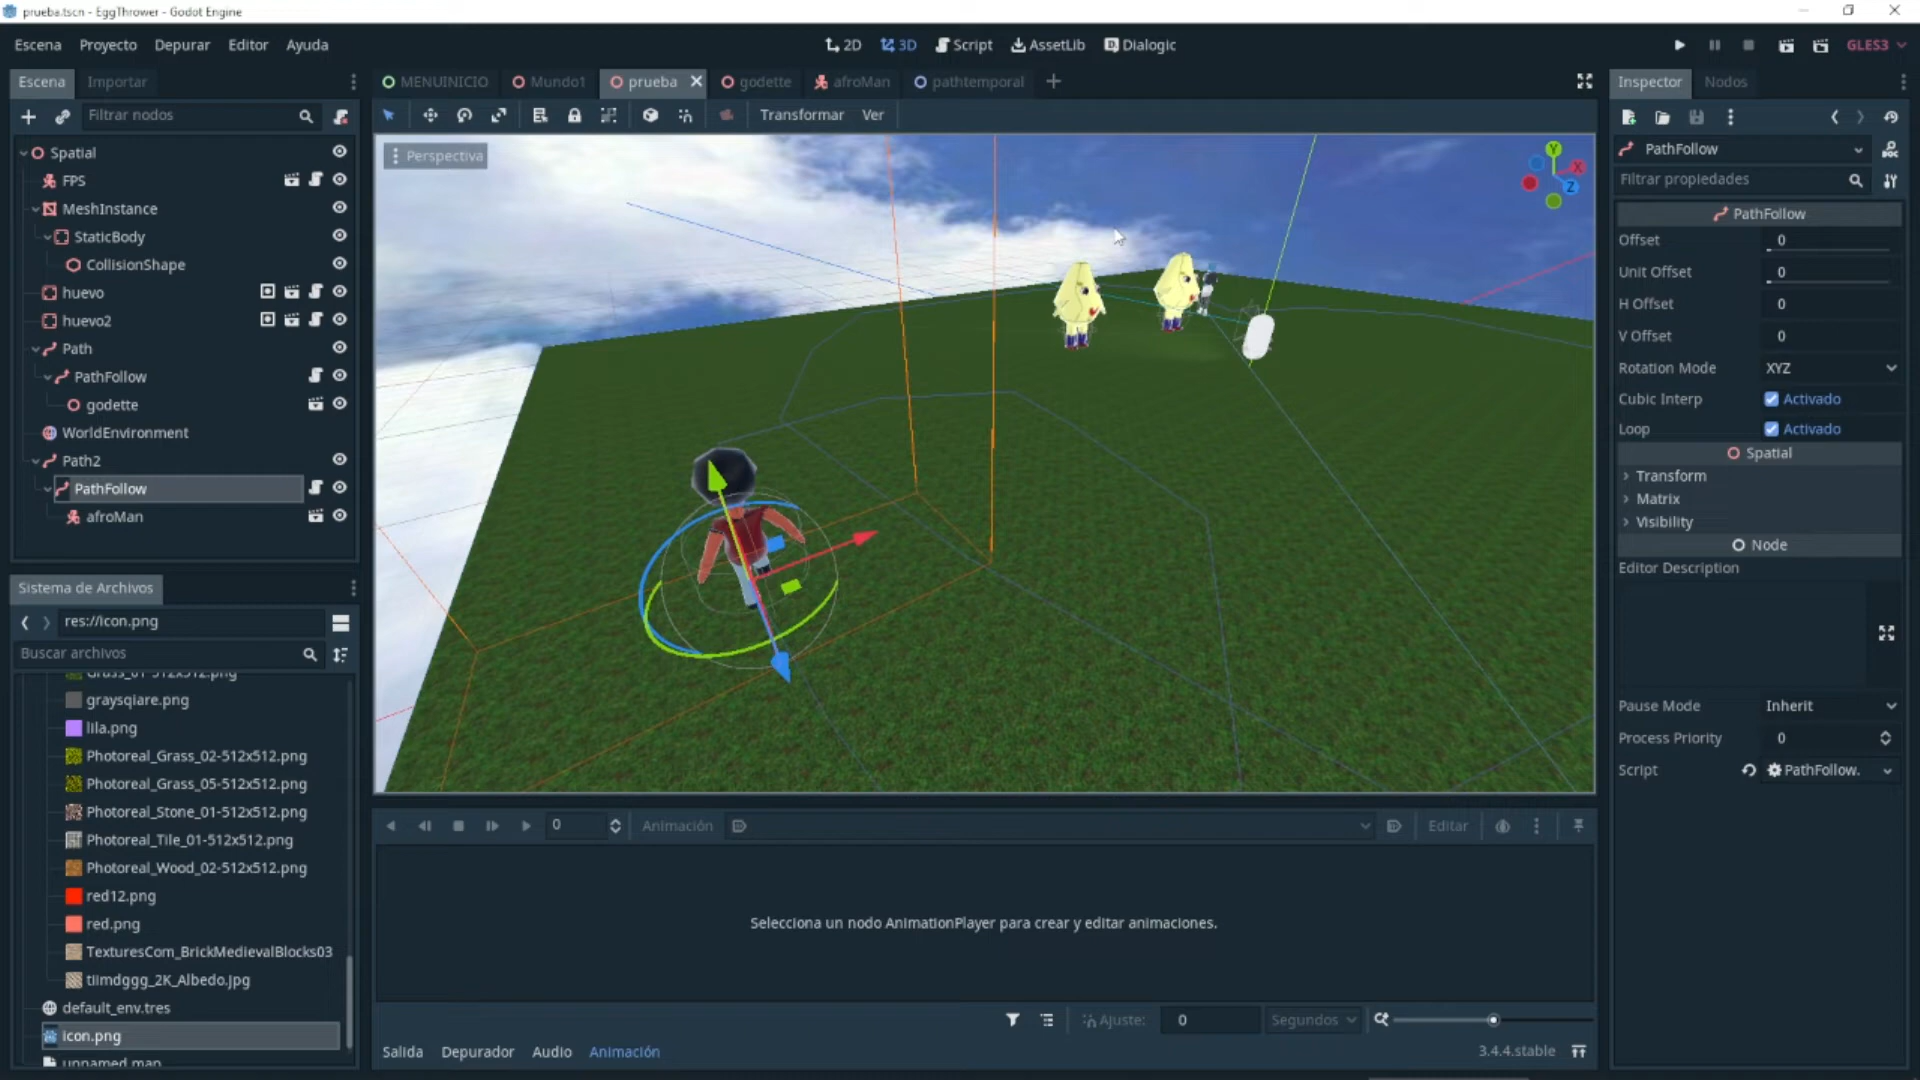 prueba.tscn - EggThrower - Godot Engine
Escena Proyecto Depurar Editor Ayuda
2D 3D Script AssetLib Dialogic
GLES3
Escena Importar
MENUINICIO Mundo1 prueba godette afroMan pathtemporal
Inspector Nodos
Filtrar nodos
Transformar Ver
Spatial
FPS
MeshInstance
StaticBody
CollisionShape
huevo
huevo2
Path
PathFollow
godette
WorldEnvironment
Path2
PathFollow
afroMan
Perspectiva
Y
X
Z
PathFollow
Filtrar propiedades
PathFollow
Offset 0
Unit Offset 0
H Offset 0
V Offset 0
Rotation Mode XYZ
Cubic Interp Activado
Loop Activado
Spatial
Transform
Matrix
Visibility
Node
Editor Description
Pause Mode Inherit
Process Priority 0
Script PathFollow.
Sistema de Archivos
res://icon.png
Buscar archivos
Grass_01-512x512.png
graysqiare.png
lila.png
Photoreal_Grass_02-512x512.png
Photoreal_Grass_05-512x512.png
Photoreal_Stone_01-512x512.png
Photoreal_Tile_01-512x512.png
Photoreal_Wood_02-512x512.png
red12.png
red.png
TexturesCom_BrickMedievalBlocks03
tiimdggg_2K_Albedo.jpg
default_env.tres
icon.png
unnamed.map
0 Animación Editar
Selecciona un nodo AnimationPlayer para crear y editar animaciones.
Ajuste: 0 Segundos
Salida Depurador Audio Animación
3.4.4.stable